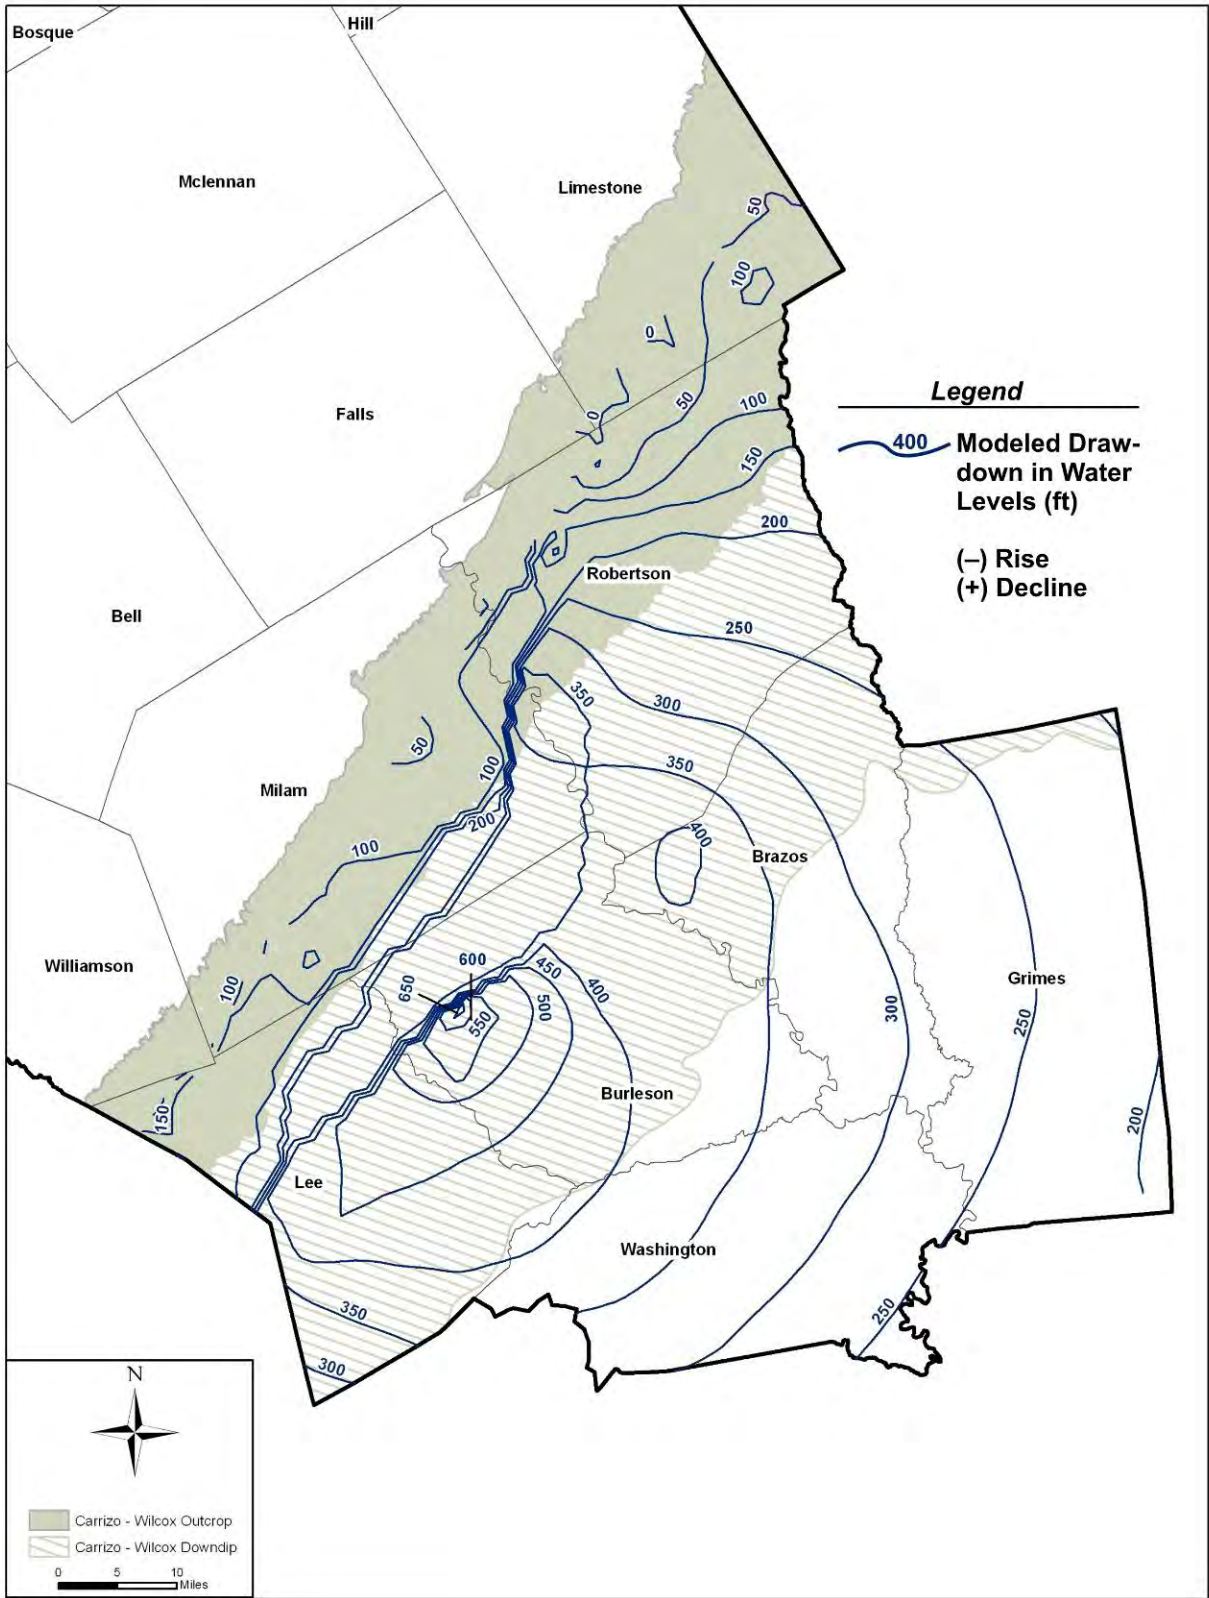 Bosque
Hill
Mclennan
Limestone
50
100
0
Falls
0
50
100
150
200
Legend
400
Modeled Draw-
down in Water
Levels (ft)
(–) Rise
(+) Decline
Robertson
Bell
250
350
300
50
350
100
Milam
200
100
400
Brazos
Williamson
600
450
400
650
500
Grimes
100
550
300
250
Burleson
150
200
Lee
Washington
350
250
300
N
Carrizo - Wilcox Outcrop
Carrizo - Wilcox Downdip
0 5 10
Miles